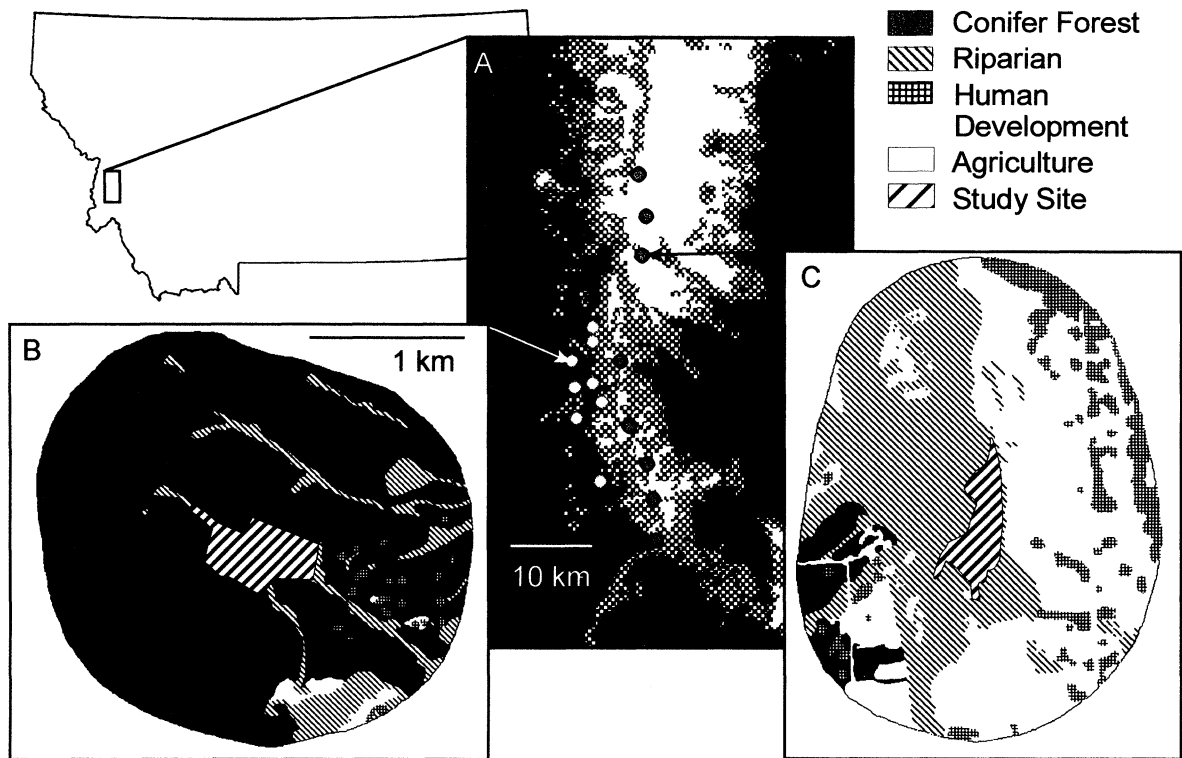 A
Conifer Forest
Riparian
Human
Development
Agriculture
Study Site
B
1 km
10 km
C